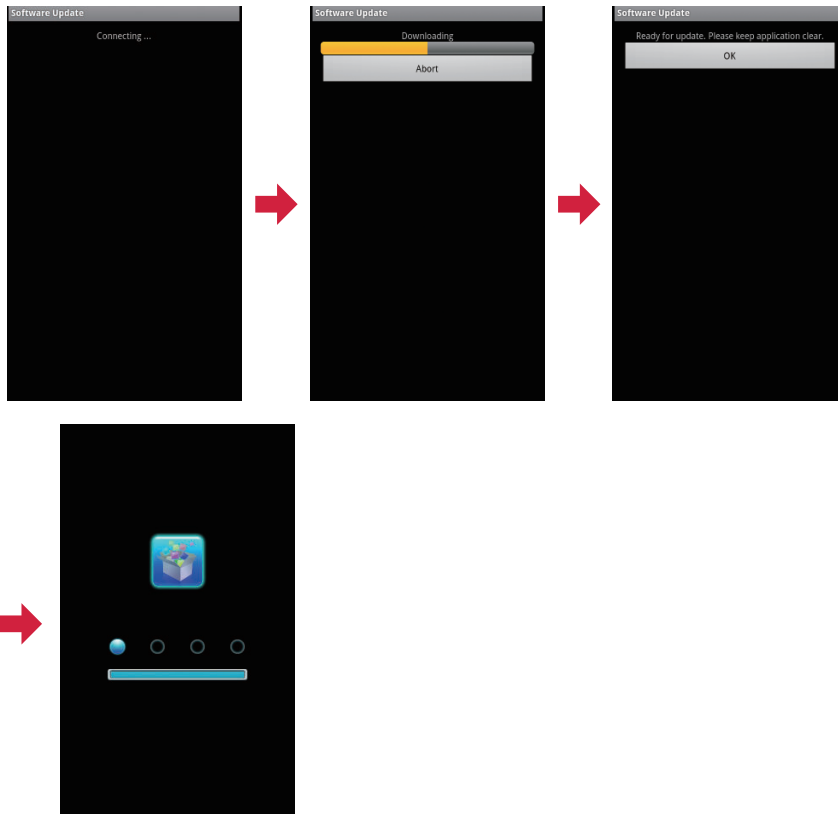 Software Update
Connecting ...
Software Update
Downloading
Abort
Software Update
Ready for update. Please keep application clear.
OK